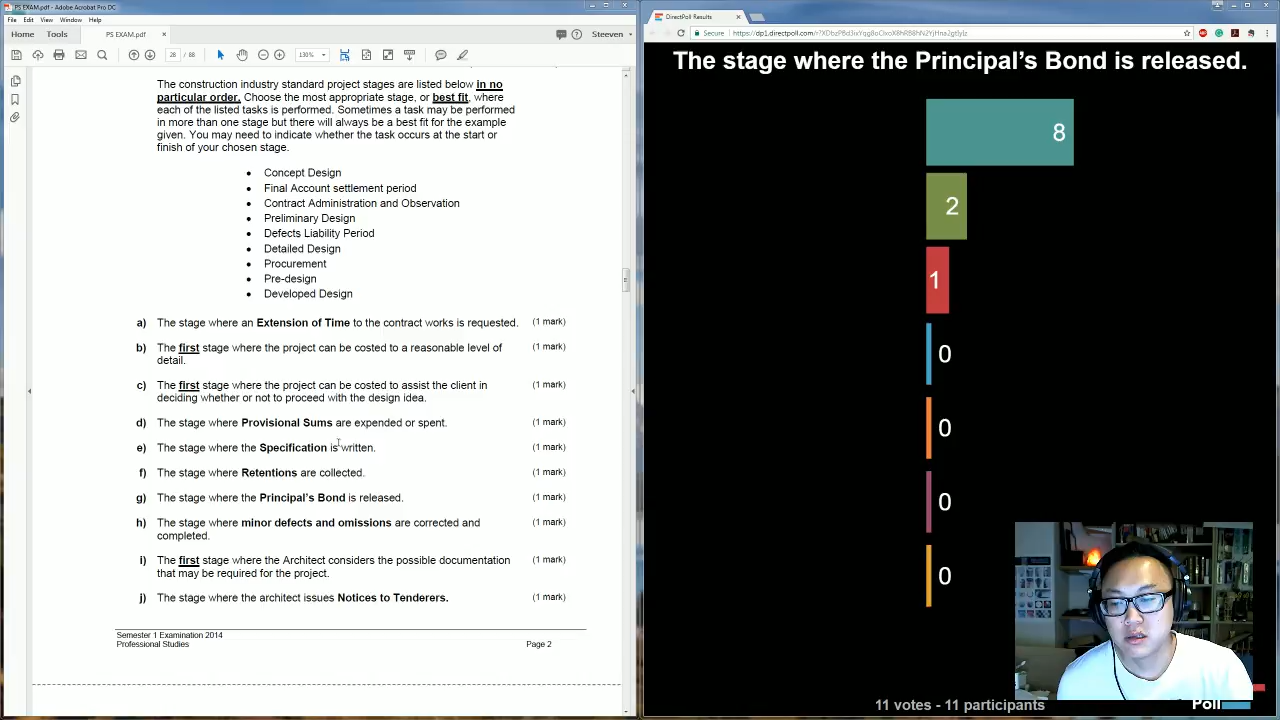 PS EXAM.pdf - Adobe Acrobat Pro DC
File Edit View Window Help
Home Tools PS EXAM.pdf × Steeven
28 / 88 130%
The construction industry standard project stages are listed below in no
particular order. Choose the most appropriate stage, or best fit, where
each of the listed tasks is performed. Sometimes a task may be performed
in more than one stage but there will always be a best fit for the example
given. You may need to indicate whether the task occurs at the start or
finish of your chosen stage.
• Concept Design
• Final Account settlement period
• Contract Administration and Observation
• Preliminary Design
• Defects Liability Period
• Detailed Design
• Procurement
• Pre-design
• Developed Design
a) The stage where an Extension of Time to the contract works is requested. (1 mark)
b) The first stage where the project can be costed to a reasonable level of (1 mark)
detail.
c) The first stage where the project can be costed to assist the client in (1 mark)
deciding whether or not to proceed with the design idea.
d) The stage where Provisional Sums are expended or spent. (1 mark)
e) The stage where the Specification is written. (1 mark)
f) The stage where Retentions are collected. (1 mark)
g) The stage where the Principal's Bond is released. (1 mark)
h) The stage where minor defects and omissions are corrected and (1 mark)
completed.
i) The first stage where the Architect considers the possible documentation (1 mark)
that may be required for the project.
j) The stage where the architect issues Notices to Tenderers. (1 mark)
Semester 1 Examination 2014
Professional Studies Page 2
DirectPoll Results ×
Secure
The stage where the Principal's Bond is released.
8
2
1
0
0
0
0
11 votes - 11 participants
Poll